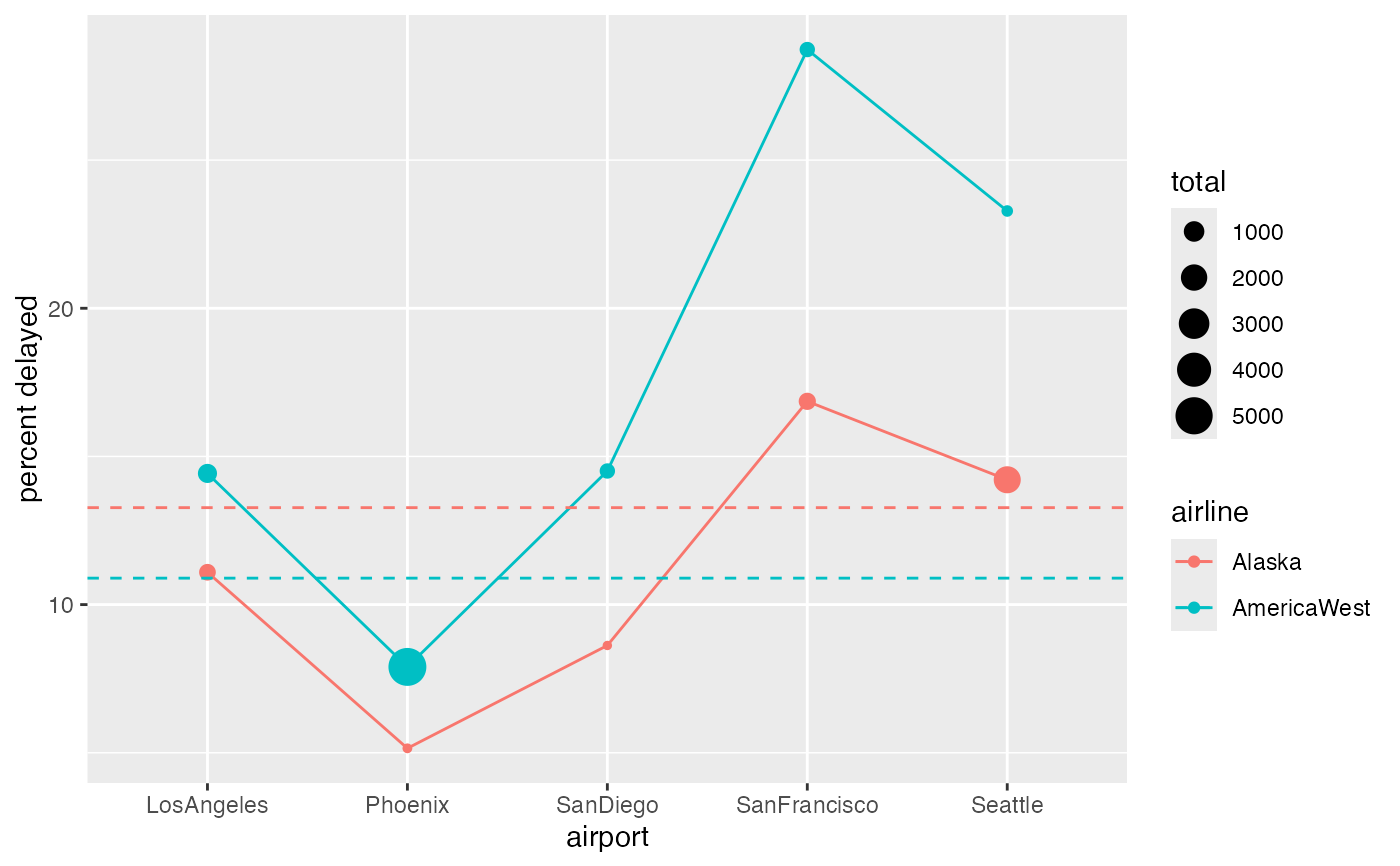 percent delayed
20
10
LosAngeles
Phoenix
SanDiego
SanFrancisco
Seattle
airport
total
1000
2000
3000
4000
5000
airline
Alaska
AmericaWest